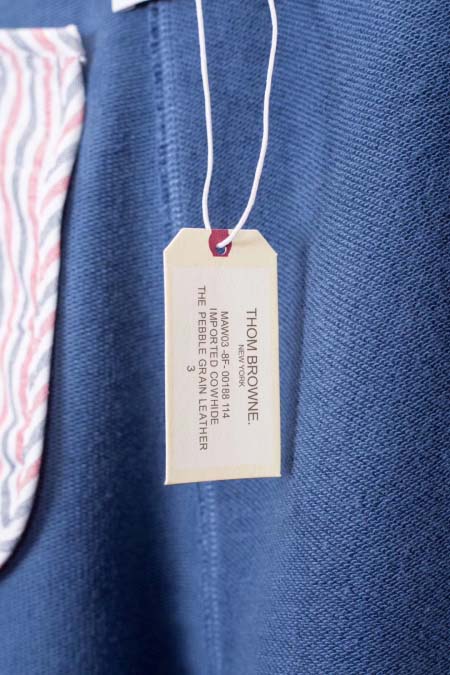 THOM BROWNE.
NEW YORK
MAW03 -8F- 00188 114
IMPORTED COWHIDE
THE PEBBLE GRAIN LEATHER
3